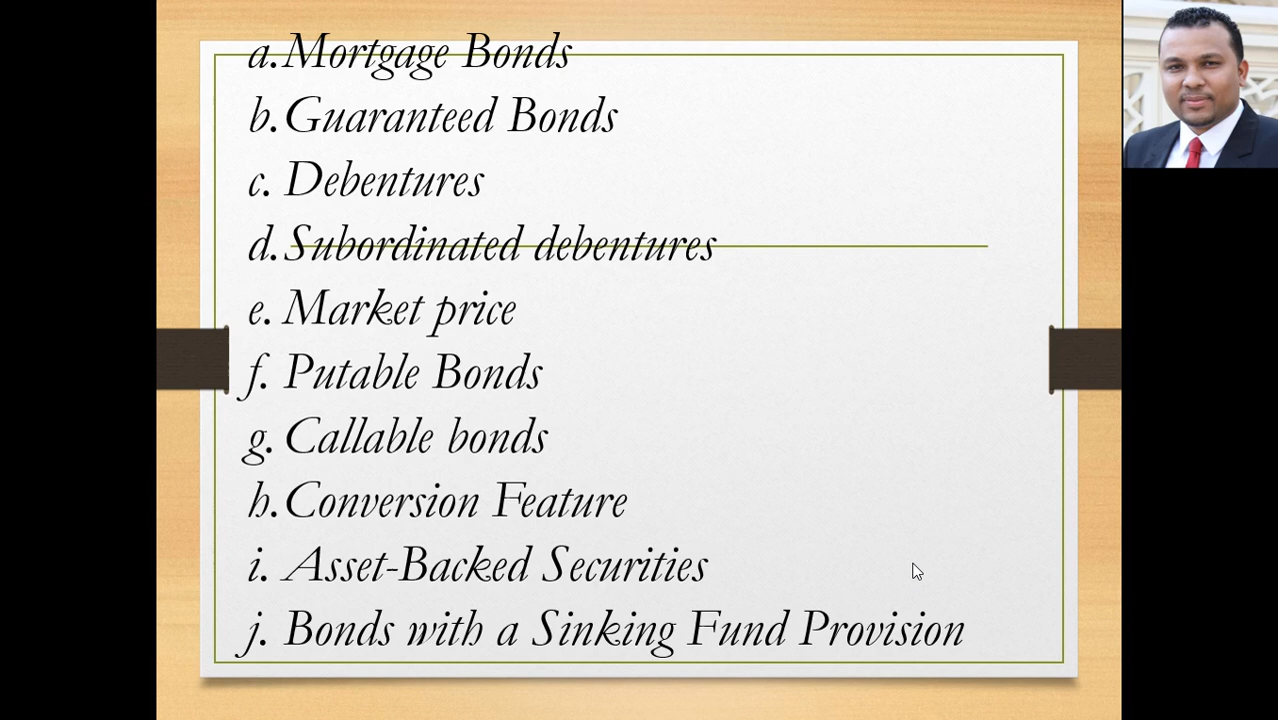 a. Mortgage Bonds
b. Guaranteed Bonds
c. Debentures
d. Subordinated debentures
e. Market price
f. Putable Bonds
g. Callable bonds
h. Conversion Feature
i. Asset-Backed Securities
j. Bonds with a Sinking Fund Provision